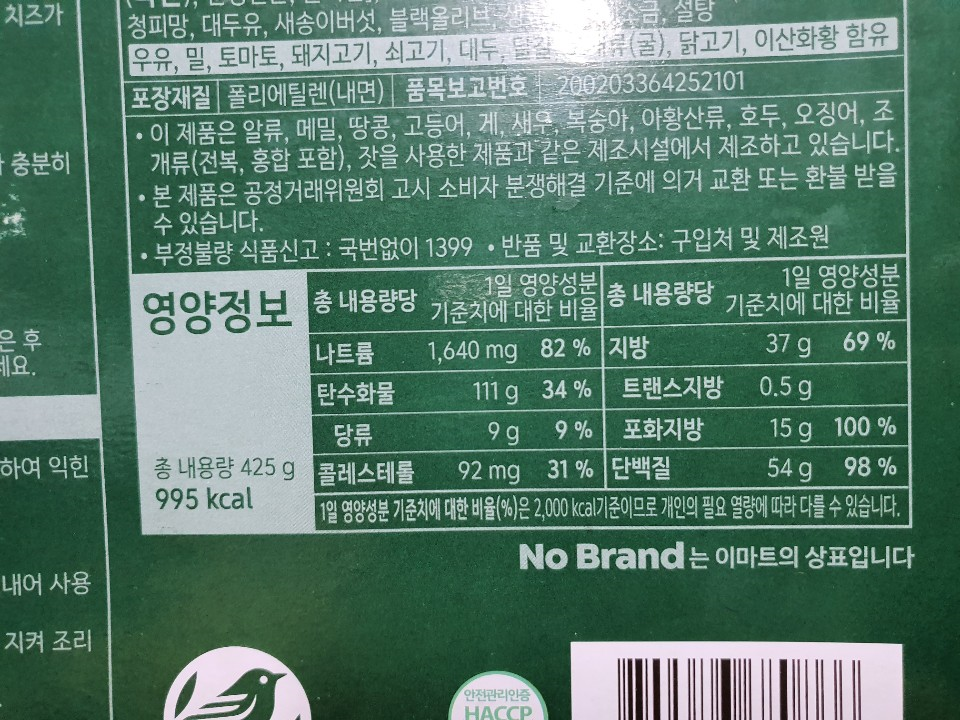 치즈가
충분히
은 후
세요.
하여 익힌
내어 사용
지켜 조리
청피망, 대두유, 새송이버섯, 블랙올리브
소금, 설탕
우유, 밀, 토마토, 돼지고기, 쇠고기, 대두, 달걀, 류(굴), 닭고기, 이산화황 함유
포장재질 폴리에틸렌(내면) 품목보고번호 200203364252101
• 이 제품은 알류, 메밀, 땅콩, 고등어, 게, 새우, 복숭아, 아황산류, 호두, 오징어, 조
개류(전복, 홍합 포함), 잣을 사용한 제품과 같은 제조시설에서 제조하고 있습니다.
• 본 제품은 공정거래위원회 고시 소비자 분쟁해결 기준에 의거 교환 또는 환불 받을
수 있습니다.
• 부정불량 식품신고 : 국번없이 1399 • 반품 및 교환장소: 구입처 및 제조원
영양정보
총 내용량 425 g
995 kcal
총 내용량당 1일 영양성분 기준치에 대한 비율 총 내용량당 1일 영양성분 기준치에 대한 비율
나트륨 1,640 mg 82 % 지방 37 g 69 %
탄수화물 111 g 34 % 트랜스지방 0.5 g
당류 9 g 9 % 포화지방 15 g 100 %
콜레스테롤 92 mg 31 % 단백질 54 g 98 %
1일 영양성분 기준치에 대한 비율(%)은 2,000 kcal기준이므로 개인의 필요 열량에 따라 다를 수 있습니다.
No Brand는 이마트의 상표입니다
안전관리인증
HACCP